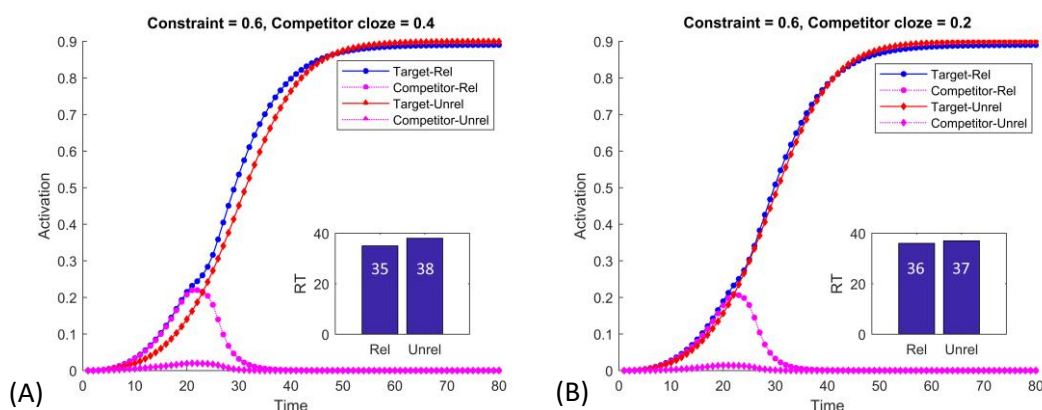 Constraint = 0.6, Competitor cloze = 0.4
0.9
0.8
0.7
0.6
0.5
0.4
0.3
0.2
0.1
0
Activation
Target-Rel
Competitor-Rel
Target-Unrel
Competitor-Unrel
40
20
0
RT
35 38
Rel Unrel
0 10 20 30 40 50 60 70 80
Time
(A)
Constraint = 0.6, Competitor cloze = 0.2
0.9
0.8
0.7
0.6
0.5
0.4
0.3
0.2
0.1
0
Activation
Target-Rel
Competitor-Rel
Target-Unrel
Competitor-Unrel
40
20
0
RT
36 37
Rel Unrel
0 10 20 30 40 50 60 70 80
Time
(B)